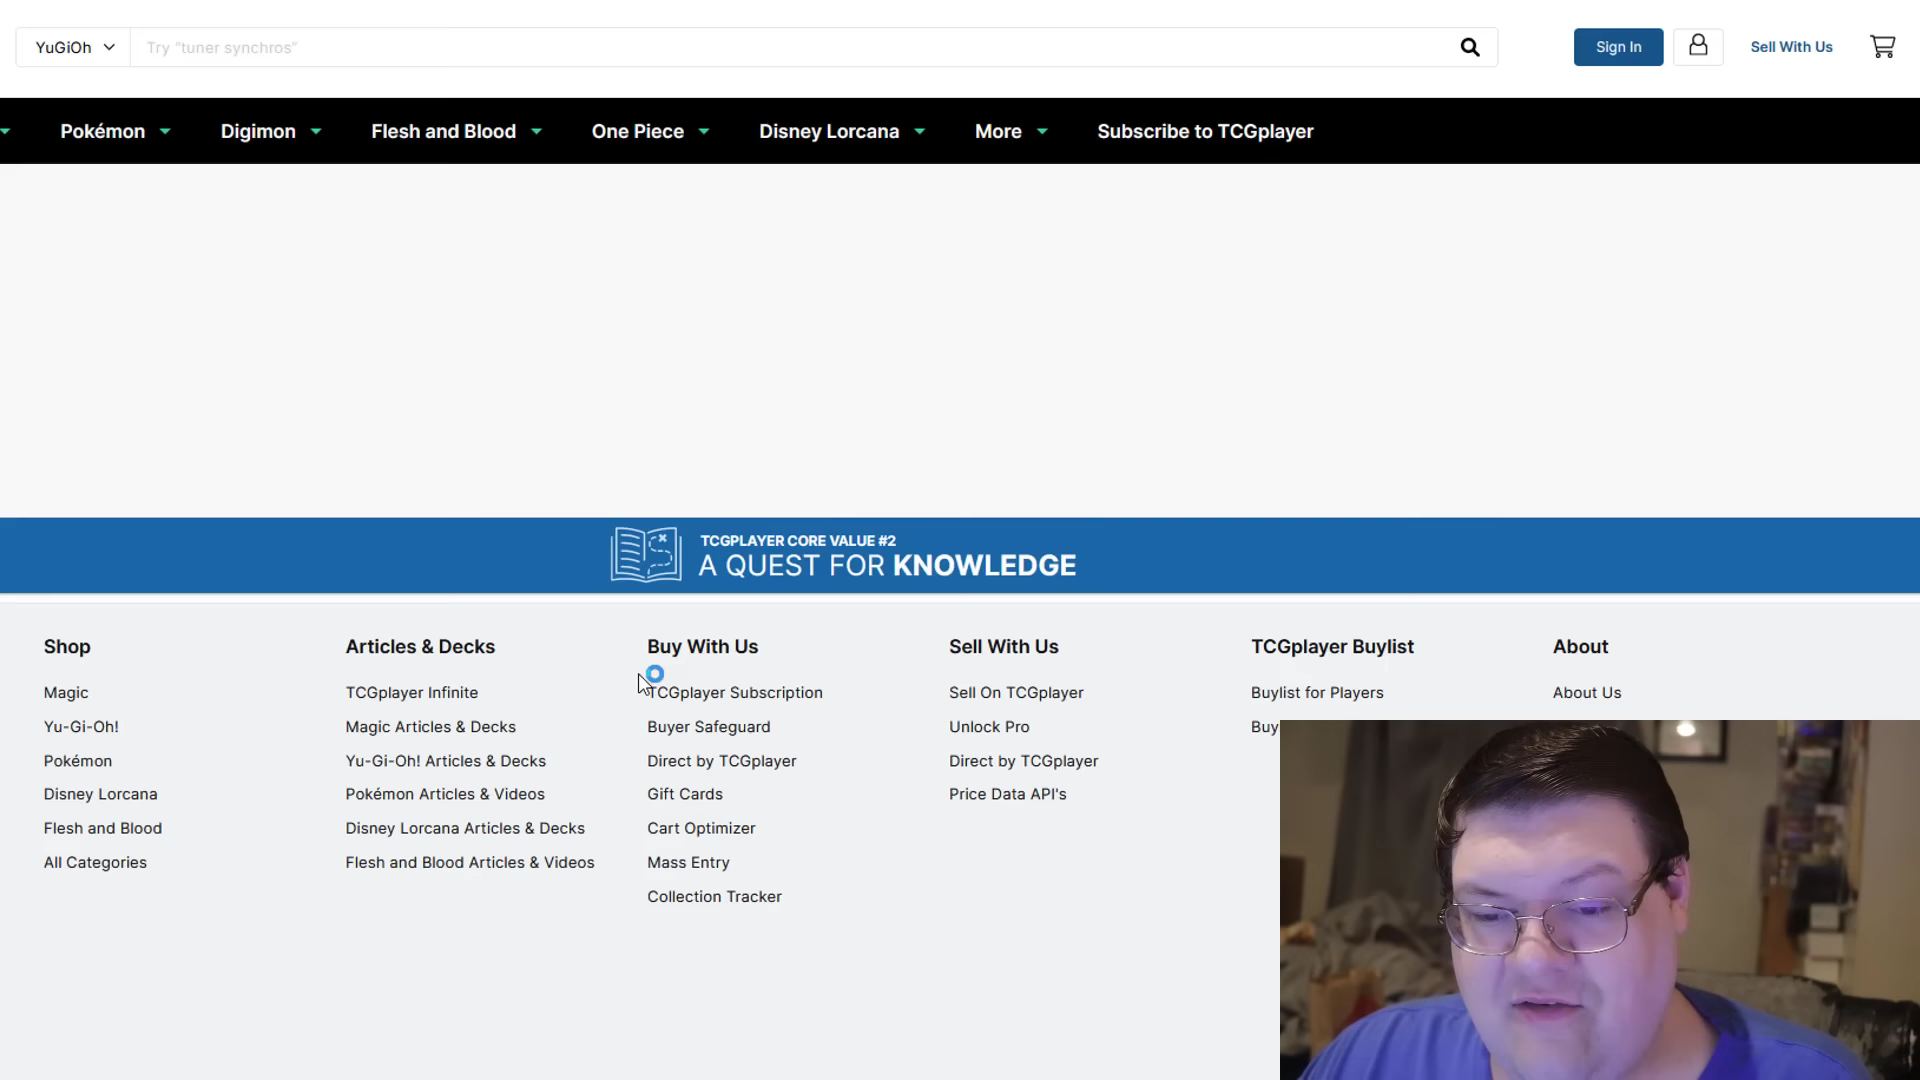 YuGiOh
Try "tuner synchros"
Sign In
Sell With Us
Pokémon
Digimon
Flesh and Blood
One Piece
Disney Lorcana
More
Subscribe to TCGplayer
TCGPLAYER CORE VALUE #2
A QUEST FOR KNOWLEDGE
Shop
Magic
Yu-Gi-Oh!
Pokémon
Disney Lorcana
Flesh and Blood
All Categories
Articles & Decks
TCGplayer Infinite
Magic Articles & Decks
Yu-Gi-Oh! Articles & Decks
Pokémon Articles & Videos
Disney Lorcana Articles & Decks
Flesh and Blood Articles & Videos
Buy With Us
TCGplayer Subscription
Buyer Safeguard
Direct by TCGplayer
Gift Cards
Cart Optimizer
Mass Entry
Collection Tracker
Sell With Us
Sell On TCGplayer
Unlock Pro
Direct by TCGplayer
Price Data API's
TCGplayer Buylist
Buylist for Players
About
About Us